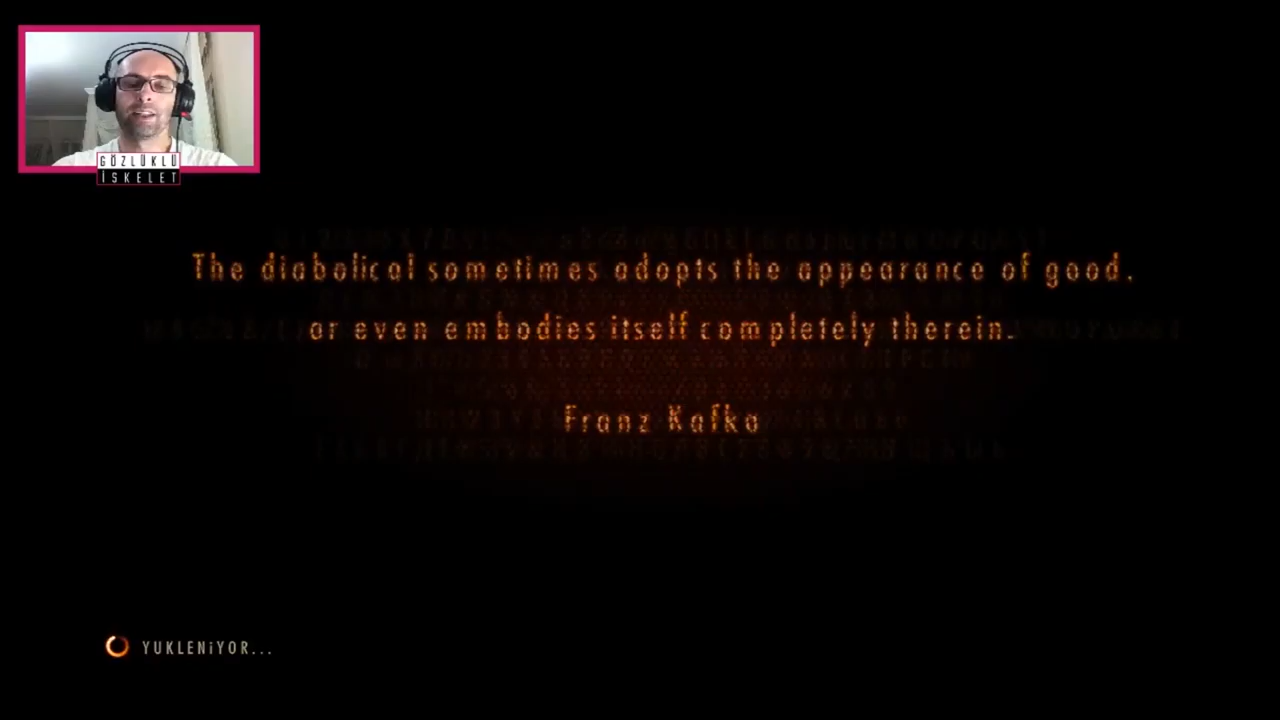 GÖZLÜKLÜ
İSKELET
The diabolical sometimes adopts the appearance of good,
or even embodies itself completely therein.
Franz Kafka
YUKLENiYOR...